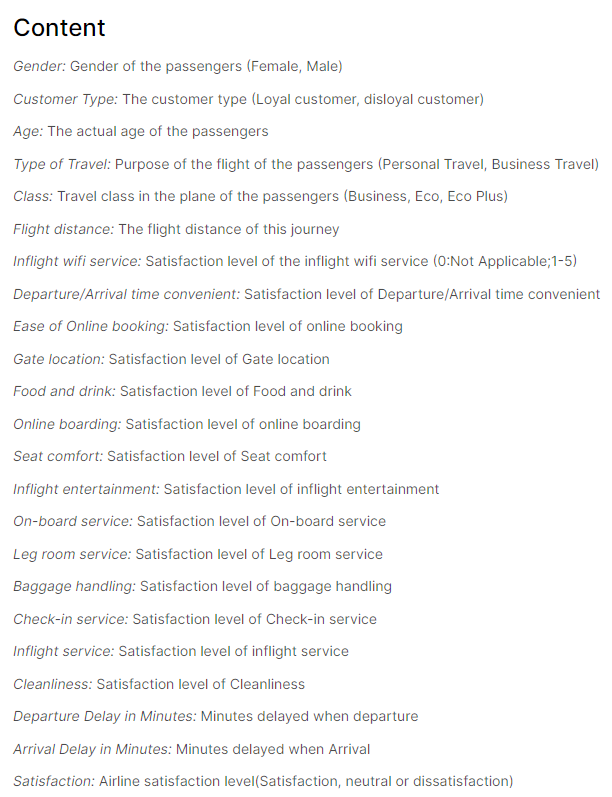 Content
Gender: Gender of the passengers (Female, Male)
Customer Type: The customer type (Loyal customer, disloyal customer)
Age: The actual age of the passengers
Type of Travel: Purpose of the flight of the passengers (Personal Travel, Business Travel)
Class: Travel class in the plane of the passengers (Business, Eco, Eco Plus)
Flight distance: The flight distance of this journey
Inflight wifi service: Satisfaction level of the inflight wifi service (0:Not Applicable;1-5)
Departure/Arrival time convenient: Satisfaction level of Departure/Arrival time convenient
Ease of Online booking: Satisfaction level of online booking
Gate location: Satisfaction level of Gate location
Food and drink: Satisfaction level of Food and drink
Online boarding: Satisfaction level of online boarding
Seat comfort: Satisfaction level of Seat comfort
Inflight entertainment: Satisfaction level of inflight entertainment
On-board service: Satisfaction level of On-board service
Leg room service: Satisfaction level of Leg room service
Baggage handling: Satisfaction level of baggage handling
Check-in service: Satisfaction level of Check-in service
Inflight service: Satisfaction level of inflight service
Cleanliness: Satisfaction level of Cleanliness
Departure Delay in Minutes: Minutes delayed when departure
Arrival Delay in Minutes: Minutes delayed when Arrival
Satisfaction: Airline satisfaction level(Satisfaction, neutral or dissatisfaction)